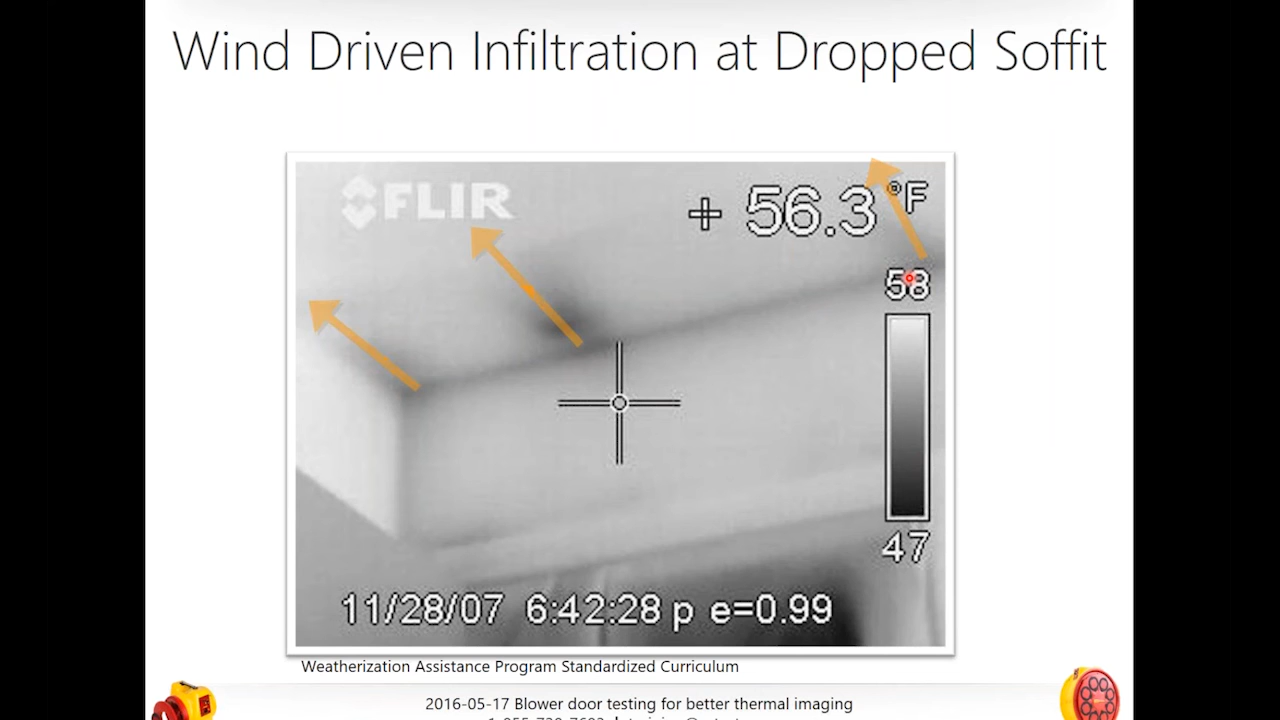 Wind Driven Infiltration at Dropped Soffit
FLIR
56.3 °F
58
47
11/28/07 6:42:28 p e=0.99
Weatherization Assistance Program Standardized Curriculum
2016-05-17 Blower door testing for better thermal imaging